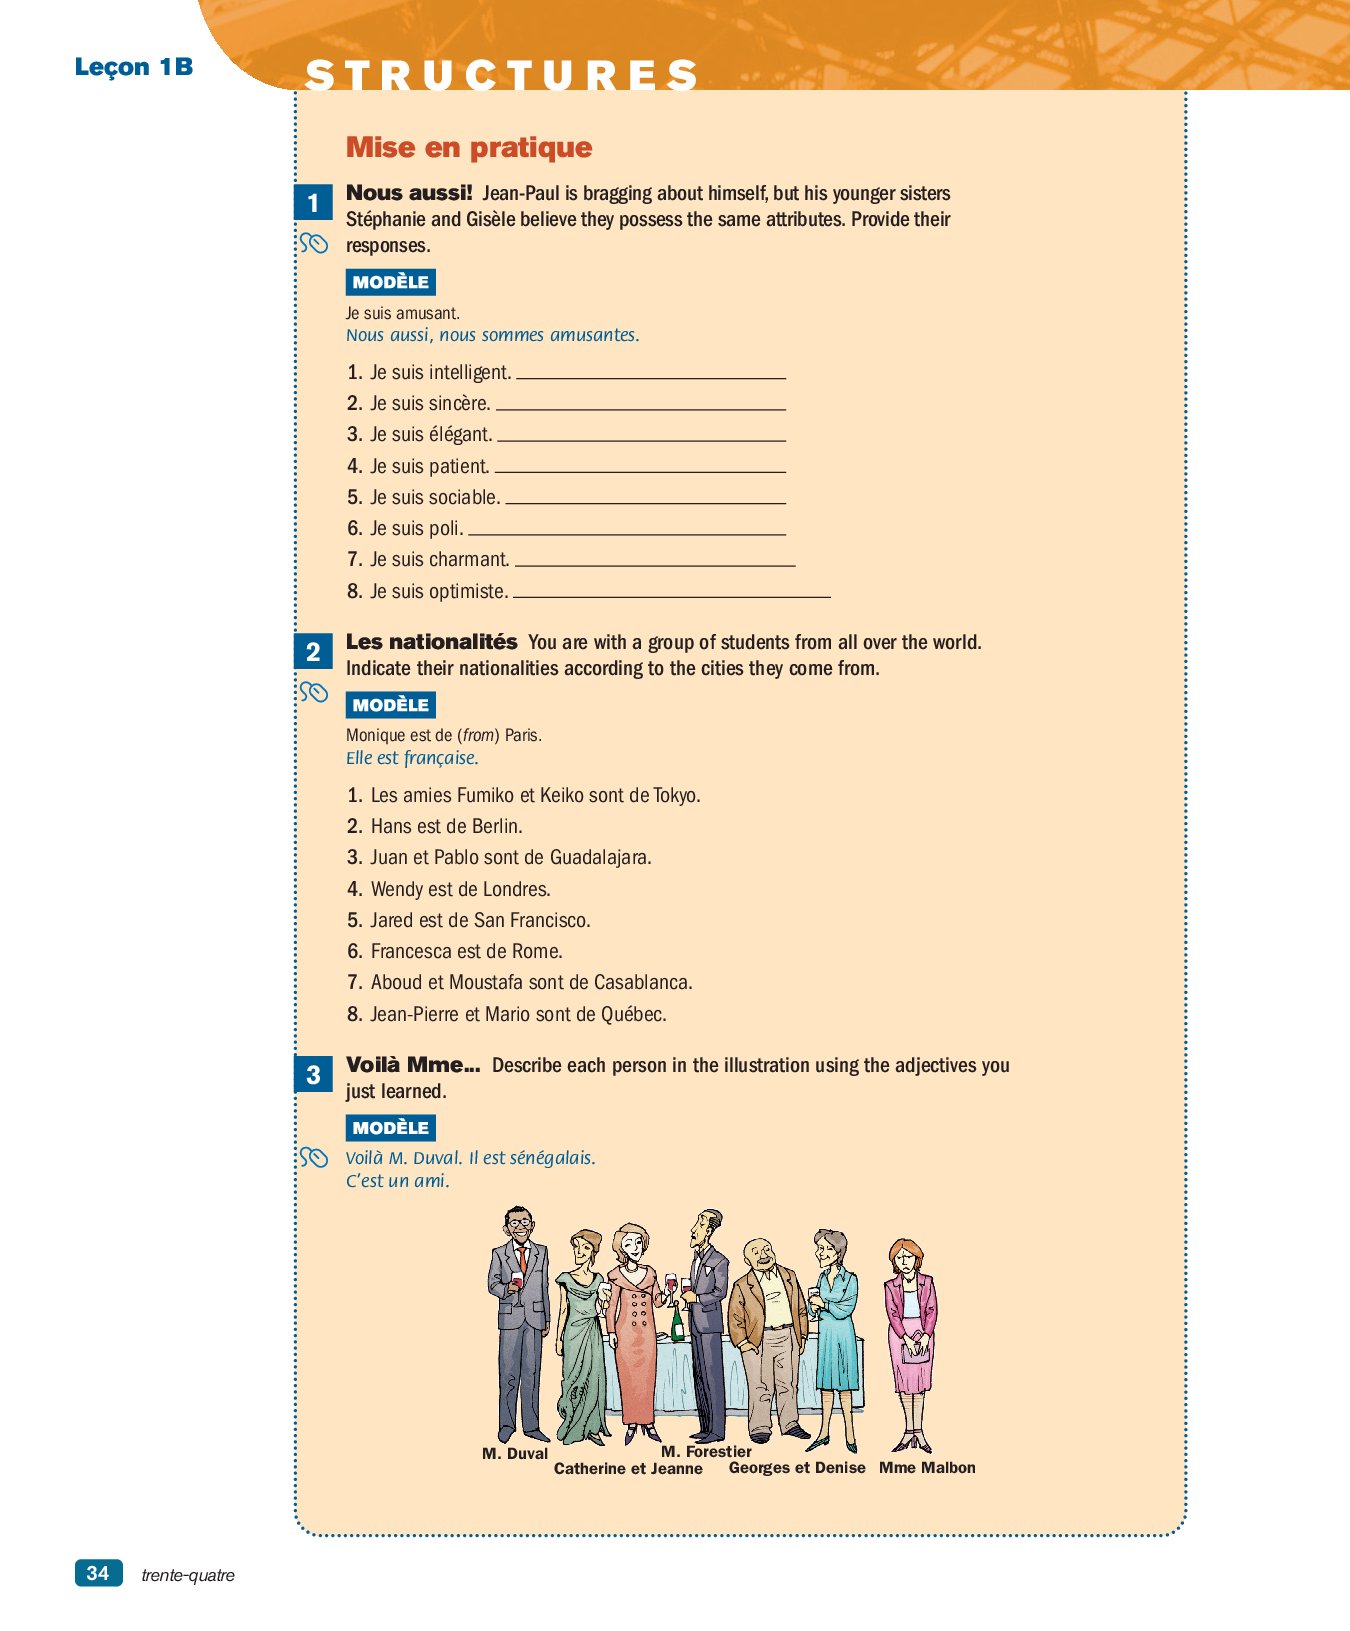 Leçon 1B
STRUCTURES
Mise en pratique
1
Nous aussi! Jean-Paul is bragging about himself, but his younger sisters
Stéphanie and Gisèle believe they possess the same attributes. Provide their
responses.
MODÈLE
Je suis amusant.
Nous aussi, nous sommes amusantes.
1. Je suis intelligent.
2. Je suis sincère.
3. Je suis élégant.
4. Je suis patient.
5. Je suis sociable.
6. Je suis poli.
7. Je suis charmant.
8. Je suis optimiste.
2
Les nationalités You are with a group of students from all over the world.
Indicate their nationalities according to the cities they come from.
MODÈLE
Monique est de (from) Paris.
Elle est française.
1. Les amies Fumiko et Keiko sont de Tokyo.
2. Hans est de Berlin.
3. Juan et Pablo sont de Guadalajara.
4. Wendy est de Londres.
5. Jared est de San Francisco.
6. Francesca est de Rome.
7. Aboud et Moustafa sont de Casablanca.
8. Jean-Pierre et Mario sont de Québec.
3
Voilà Mme... Describe each person in the illustration using the adjectives you
just learned.
MODÈLE
Voilà M. Duval. Il est sénégalais.
C'est un ami.
M. Duval
Catherine et Jeanne
M. Forestier
Georges et Denise
Mme Malbon
34
trente-quatre